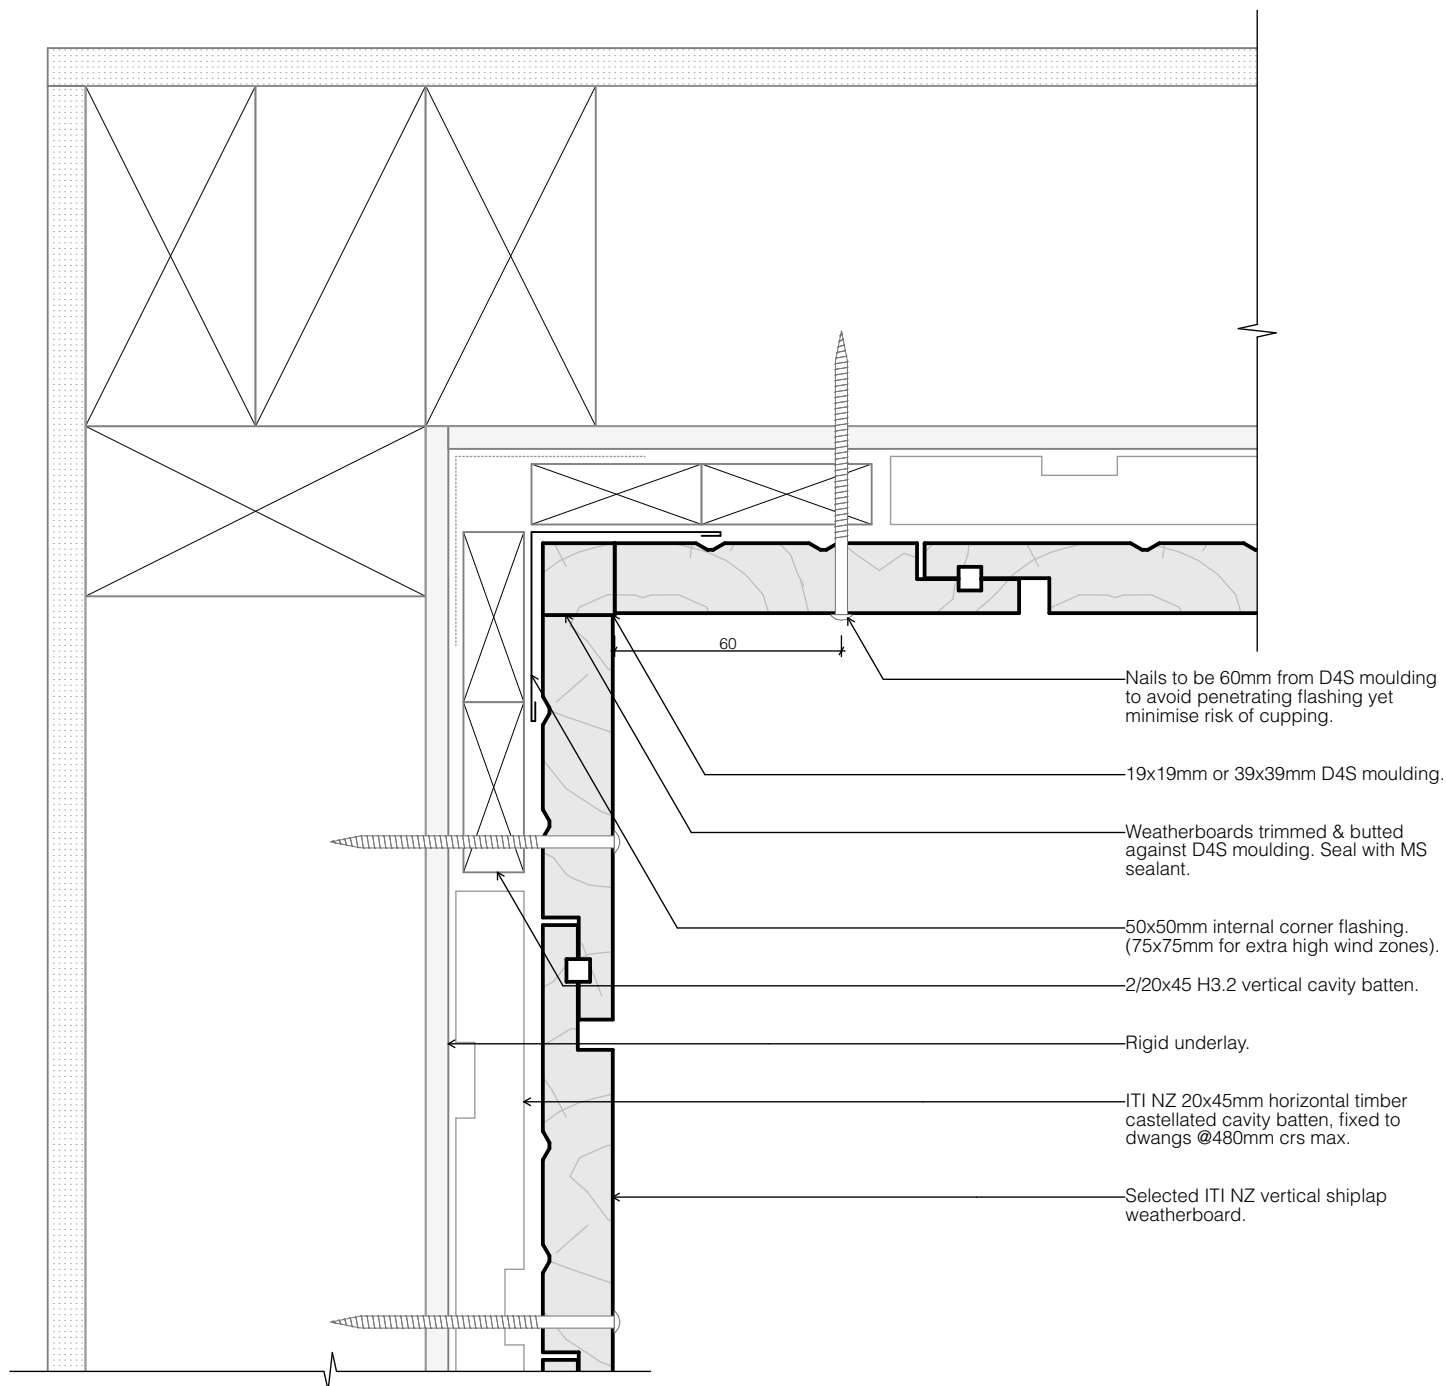 60
Nails to be 60mm from D4S moulding
to avoid penetrating flashing yet
minimise risk of cupping.
19x19mm or 39x39mm D4S moulding.
Weatherboards trimmed & butted
against D4S moulding. Seal with MS
sealant.
50x50mm internal corner flashing.
(75x75mm for extra high wind zones).
2/20x45 H3.2 vertical cavity batten.
Rigid underlay.
ITI NZ 20x45mm horizontal timber
castellated cavity batten, fixed to
dwangs @480mm crs max.
Selected ITI NZ vertical shiplap
weatherboard.